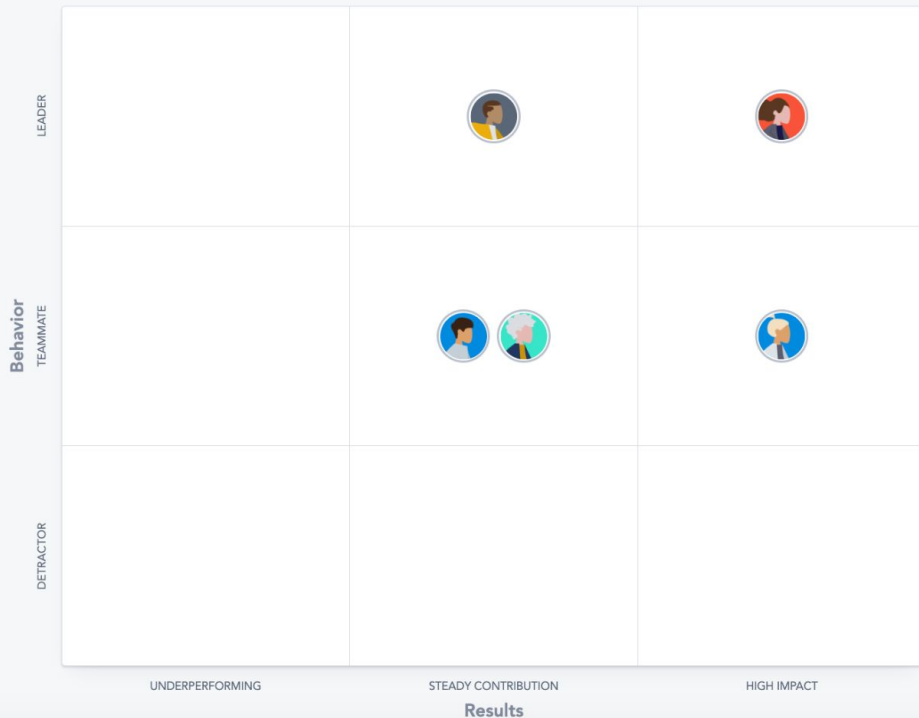 Behavior
LEADER
TEAMMATE
DETRACTOR
UNDERPERFORMING
STEADY CONTRIBUTION
HIGH IMPACT
Results